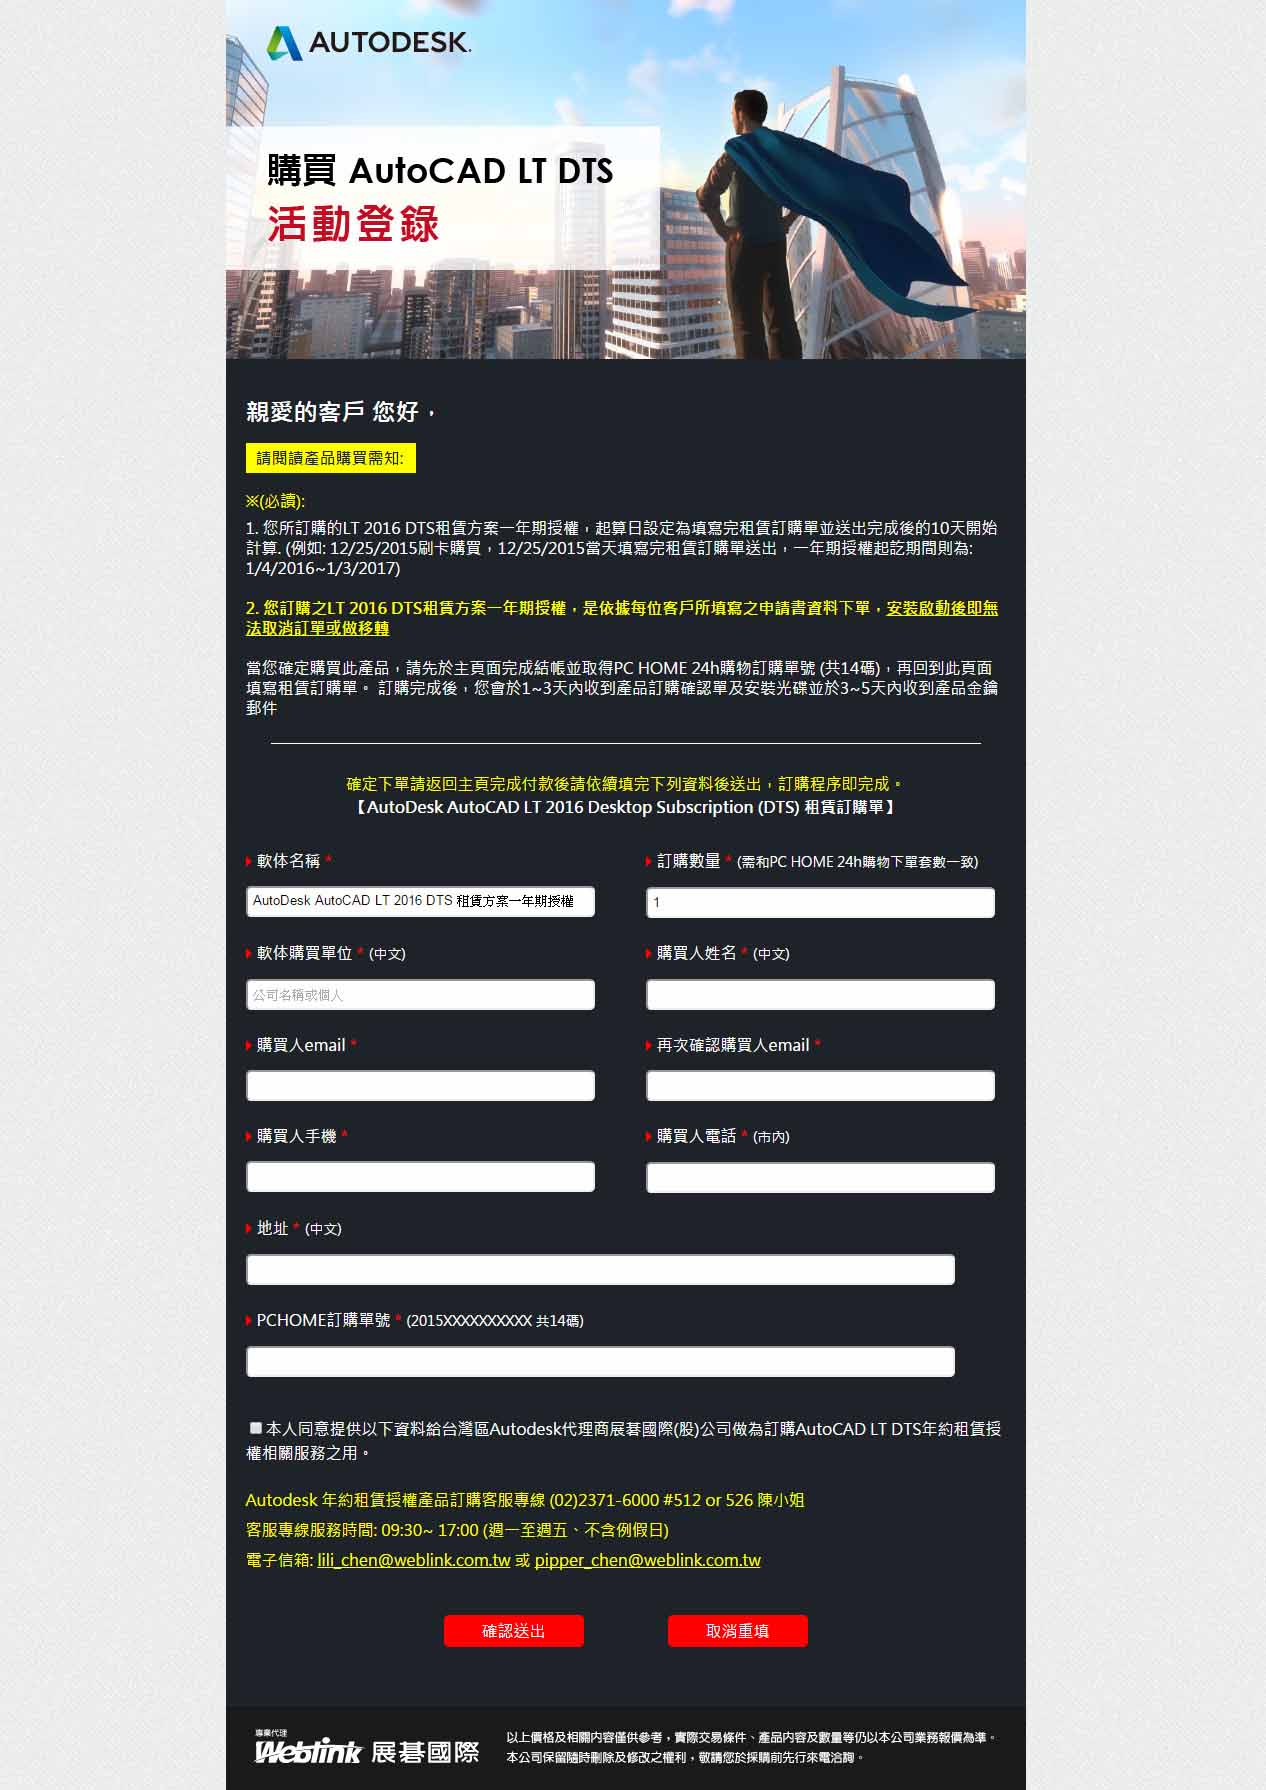 AUTODESK.
購買 AutoCAD LT DTS
活動登錄
親愛的客戶 您好，
請閱讀產品購買需知:
※(必讀):
1. 您所訂購的LT 2016 DTS租賃方案一年期授權，起算日設定為填寫完租賃訂購單並送出完成後的10天開始
計算. (例如: 12/25/2015刷卡購買，12/25/2015當天填寫完租賃訂購單送出，一年期授權起訖期間則為:
1/4/2016~1/3/2017)
2. 您訂購之LT 2016 DTS租賃方案一年期授權，是依據每位客戶所填寫之申請書資料下單，安裝啟動後即無
法取消訂單或做移轉
當您確定購買此產品，請先於主頁面完成結帳並取得PC HOME 24h購物訂購單號 (共14碼)，再回到此頁面
填寫租賃訂購單。 訂購完成後，您會於1~3天內收到產品訂購確認單及安裝光碟並於3~5天內收到產品金鑰
郵件
確定下單請返回主頁完成付款後請依續填完下列資料後送出，訂購程序即完成。
【AutoDesk AutoCAD LT 2016 Desktop Subscription (DTS) 租賃訂購單】
軟体名稱 *
訂購數量 * (需和PC HOME 24h購物下單套數一致)
AutoDesk AutoCAD LT 2016 DTS 租賃方案一年期授權
1
軟体購買單位 * (中文)
購買人姓名 * (中文)
公司名稱或個人
購買人email *
再次確認購買人email *
購買人手機 *
購買人電話 * (市內)
地址 * (中文)
PCHOME訂購單號 * (2015XXXXXXXXXX 共14碼)
本人同意提供以下資料給台灣區Autodesk代理商展碁國際(股)公司做為訂購AutoCAD LT DTS年約租賃授
權相關服務之用。
Autodesk 年約租賃授權產品訂購客服專線 (02)2371-6000 #512 or 526 陳小姐
客服專線服務時間: 09:30~ 17:00 (週一至週五、不含例假日)
電子信箱: lili_chen@weblink.com.tw 或 pipper_chen@weblink.com.tw
確認送出
取消重填
專業代理
Weblink 展碁國際
以上價格及相關內容僅供參考，實際交易條件、產品內容及數量等仍以本公司業務報價為準。
本公司保留隨時刪除及修改之權利，敬請您於採購前先行來電洽詢。